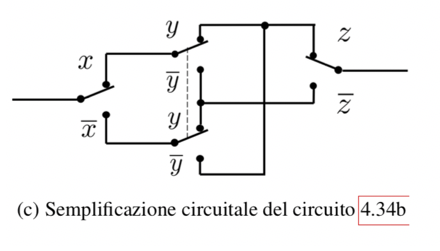 y
z
x
y̅
z̅
y
x̅
y̅
(c) Semplificazione circuitale del circuito 4.34b